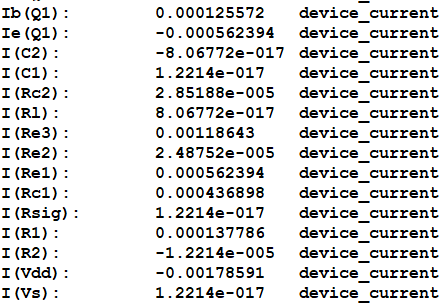 Ib(Q1): 0.000125572 device_current
Ie(Q1): -0.000562394 device_current
I(C2): -8.06772e-017 device_current
I(C1): 1.2214e-017 device_current
I(Rc2): 2.85188e-005 device_current
I(Rl): 8.06772e-017 device_current
I(Re3): 0.00118643 device_current
I(Re2): 2.48752e-005 device_current
I(Re1): 0.000562394 device_current
I(Rc1): 0.000436898 device_current
I(Rsig): 1.2214e-017 device_current
I(R1): 0.000137786 device_current
I(R2): -1.2214e-005 device_current
I(Vdd): -0.00178591 device_current
I(Vs): 1.2214e-017 device_current